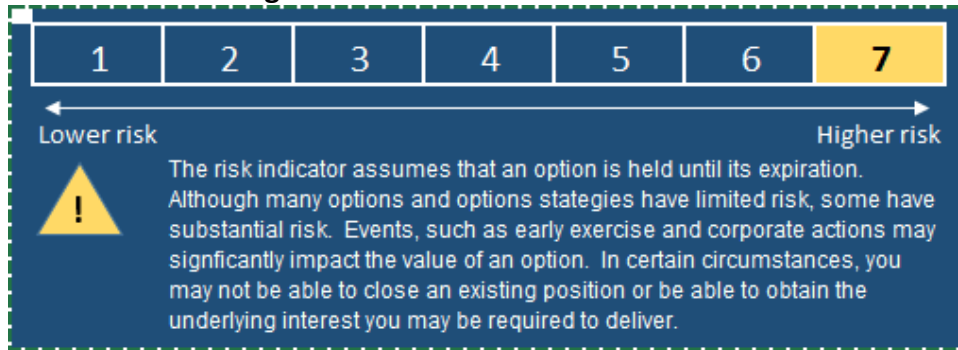 1 2 3 4 5 6 7
Lower risk Higher risk
The risk indicator assumes that an option is held until its expiration.
! Although many options and options stategies have limited risk, some have
substantial risk. Events, such as early exercise and corporate actions may
signficantly impact the value of an option. In certain circumstances, you
may not be able to close an existing position or be able to obtain the
underlying interest you may be required to deliver.